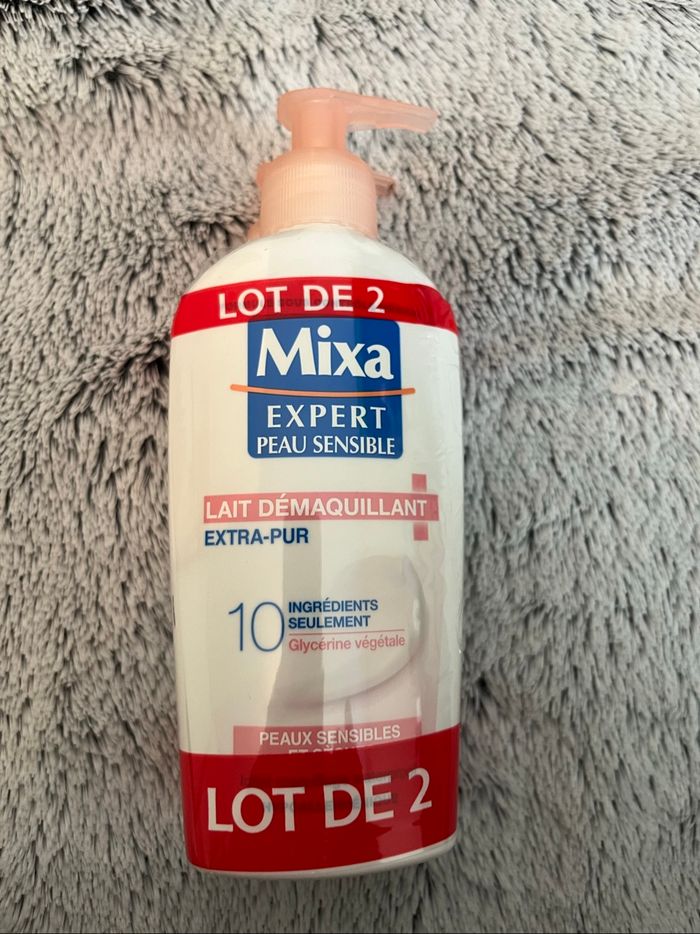 LOT DE 2
Mixa
EXPERT
PEAU SENSIBLE
LAIT DÉMAQUILLANT
EXTRA-PUR
10 INGRÉDIENTS
SEULEMENT
Glycérine végétale
PEAUX SENSIBLES
LOT DE 2